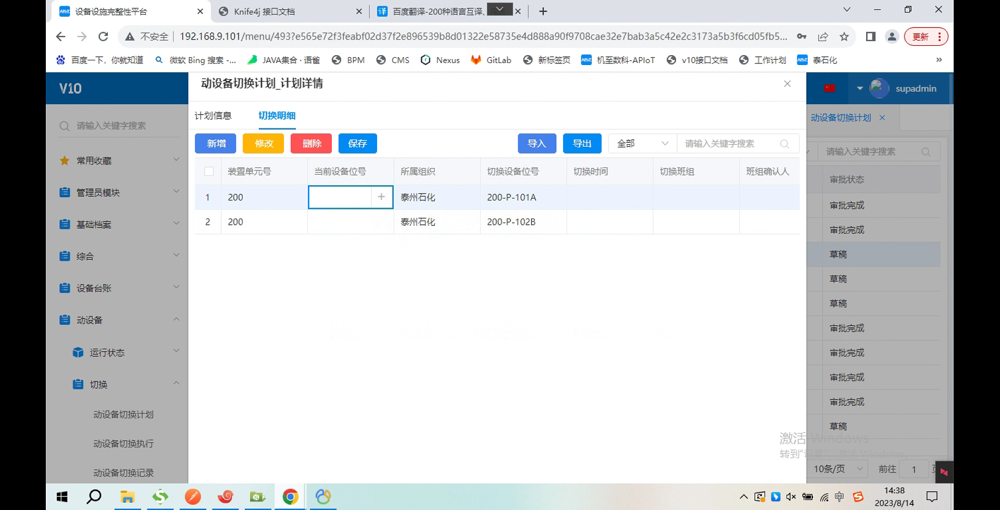 设备设施完整性平台
Knife4j 接口文档
译 百度翻译-200种语言互译、
不安全
192.168.9.101/menu/493?e565e72f3feabf02d37f2e896539b8d01322e58735e4d888a90f9708cae32e7bab3a5c42e2c3173a5b3f6cd05fb5...
更新
百度一下，你就知道
微软 Bing 搜索 -...
JAVA集合 · 语雀
BPM
CMS
Nexus
GitLab
新标签页
机至数科-APIoT
v10接口文档
工作计划
泰石化
V10
动设备切换计划_计划详情
supadmin
计划信息
切换明细
动设备切换计划
请输入关键字搜索
新增
修改
删除
保存
导入
导出
全部
请输入关键字搜索
请输入关键字搜索
常用收藏
管理员模块
基础档案
综合
设备台账
动设备
运行状态
切换
动设备切换计划
动设备切换执行
动设备切换记录
装置单元号 当前设备位号 所属组织 切换设备位号 切换时间 切换班组 班组确认人
1 200 泰州石化 200-P-101A
2 200 泰州石化 200-P-102B
审批状态
审批完成
审批完成
草稿
草稿
草稿
审批完成
审批完成
审批完成
审批完成
草稿
激活 Windows
转到"设置"以激活 Windows。
10条/页
前往 1
中
14:38
2023/8/14